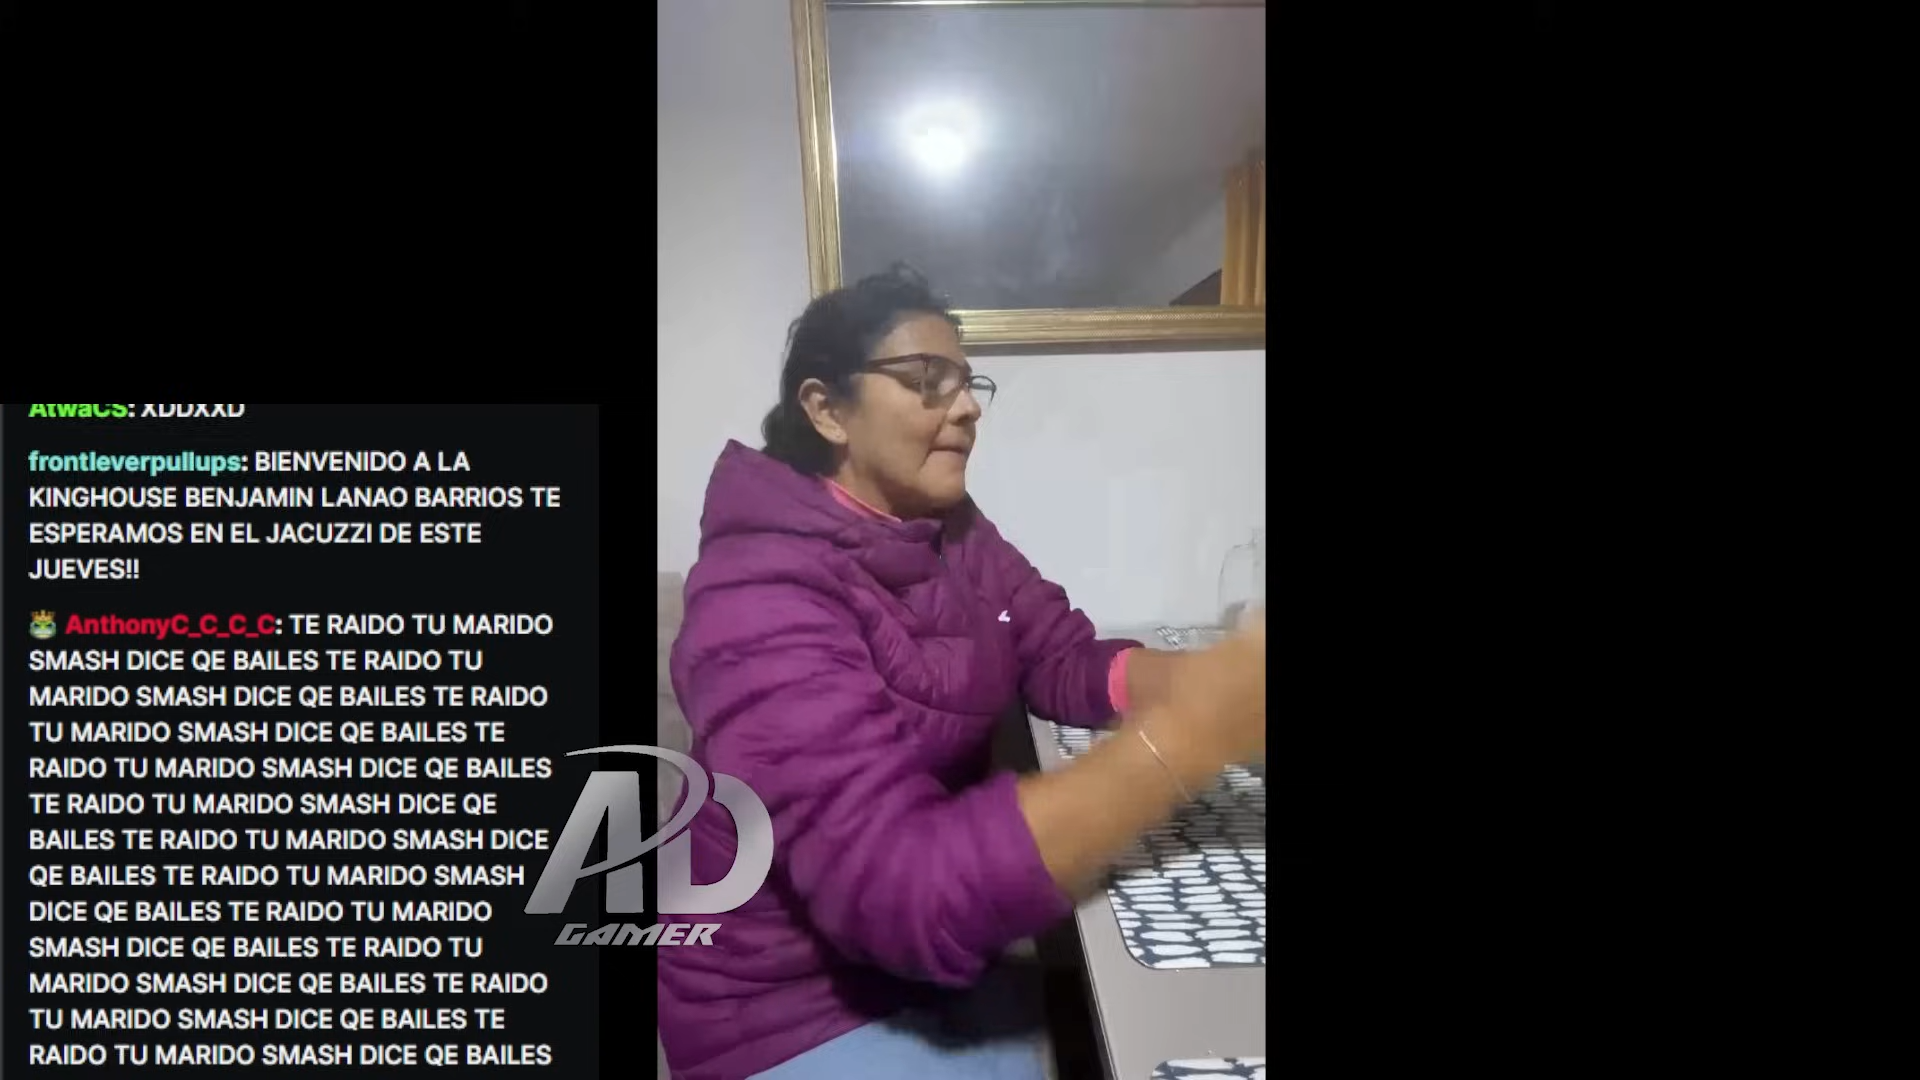 AtwaCS: XDDXXD
frontleverpullups: BIENVENIDO A LA
KINGHOUSE BENJAMIN LANAO BARRIOS TE
ESPERAMOS EN EL JACUZZI DE ESTE
JUEVES!!
AnthonyC_C_C_C: TE RAIDO TU MARIDO
SMASH DICE QE BAILES TE RAIDO TU
MARIDO SMASH DICE QE BAILES TE RAIDO
TU MARIDO SMASH DICE QE BAILES TE
RAIDO TU MARIDO SMASH DICE QE BAILES
TE RAIDO TU MARIDO SMASH DICE QE
BAILES TE RAIDO TU MARIDO SMASH DICE
QE BAILES TE RAIDO TU MARIDO SMASH
DICE QE BAILES TE RAIDO TU MARIDO
SMASH DICE QE BAILES TE RAIDO TU
MARIDO SMASH DICE QE BAILES TE RAIDO
TU MARIDO SMASH DICE QE BAILES TE
RAIDO TU MARIDO SMASH DICE QE BAILES
AD
GAMER